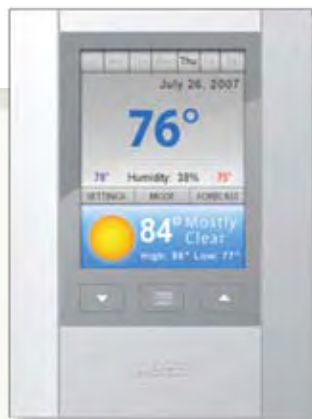 Thu
July 26, 2007
76°
78° Humidity: 38% 75°
SETTINGS MODE FORECAST
84° Mostly
Clear
High: 86° Low: 77°